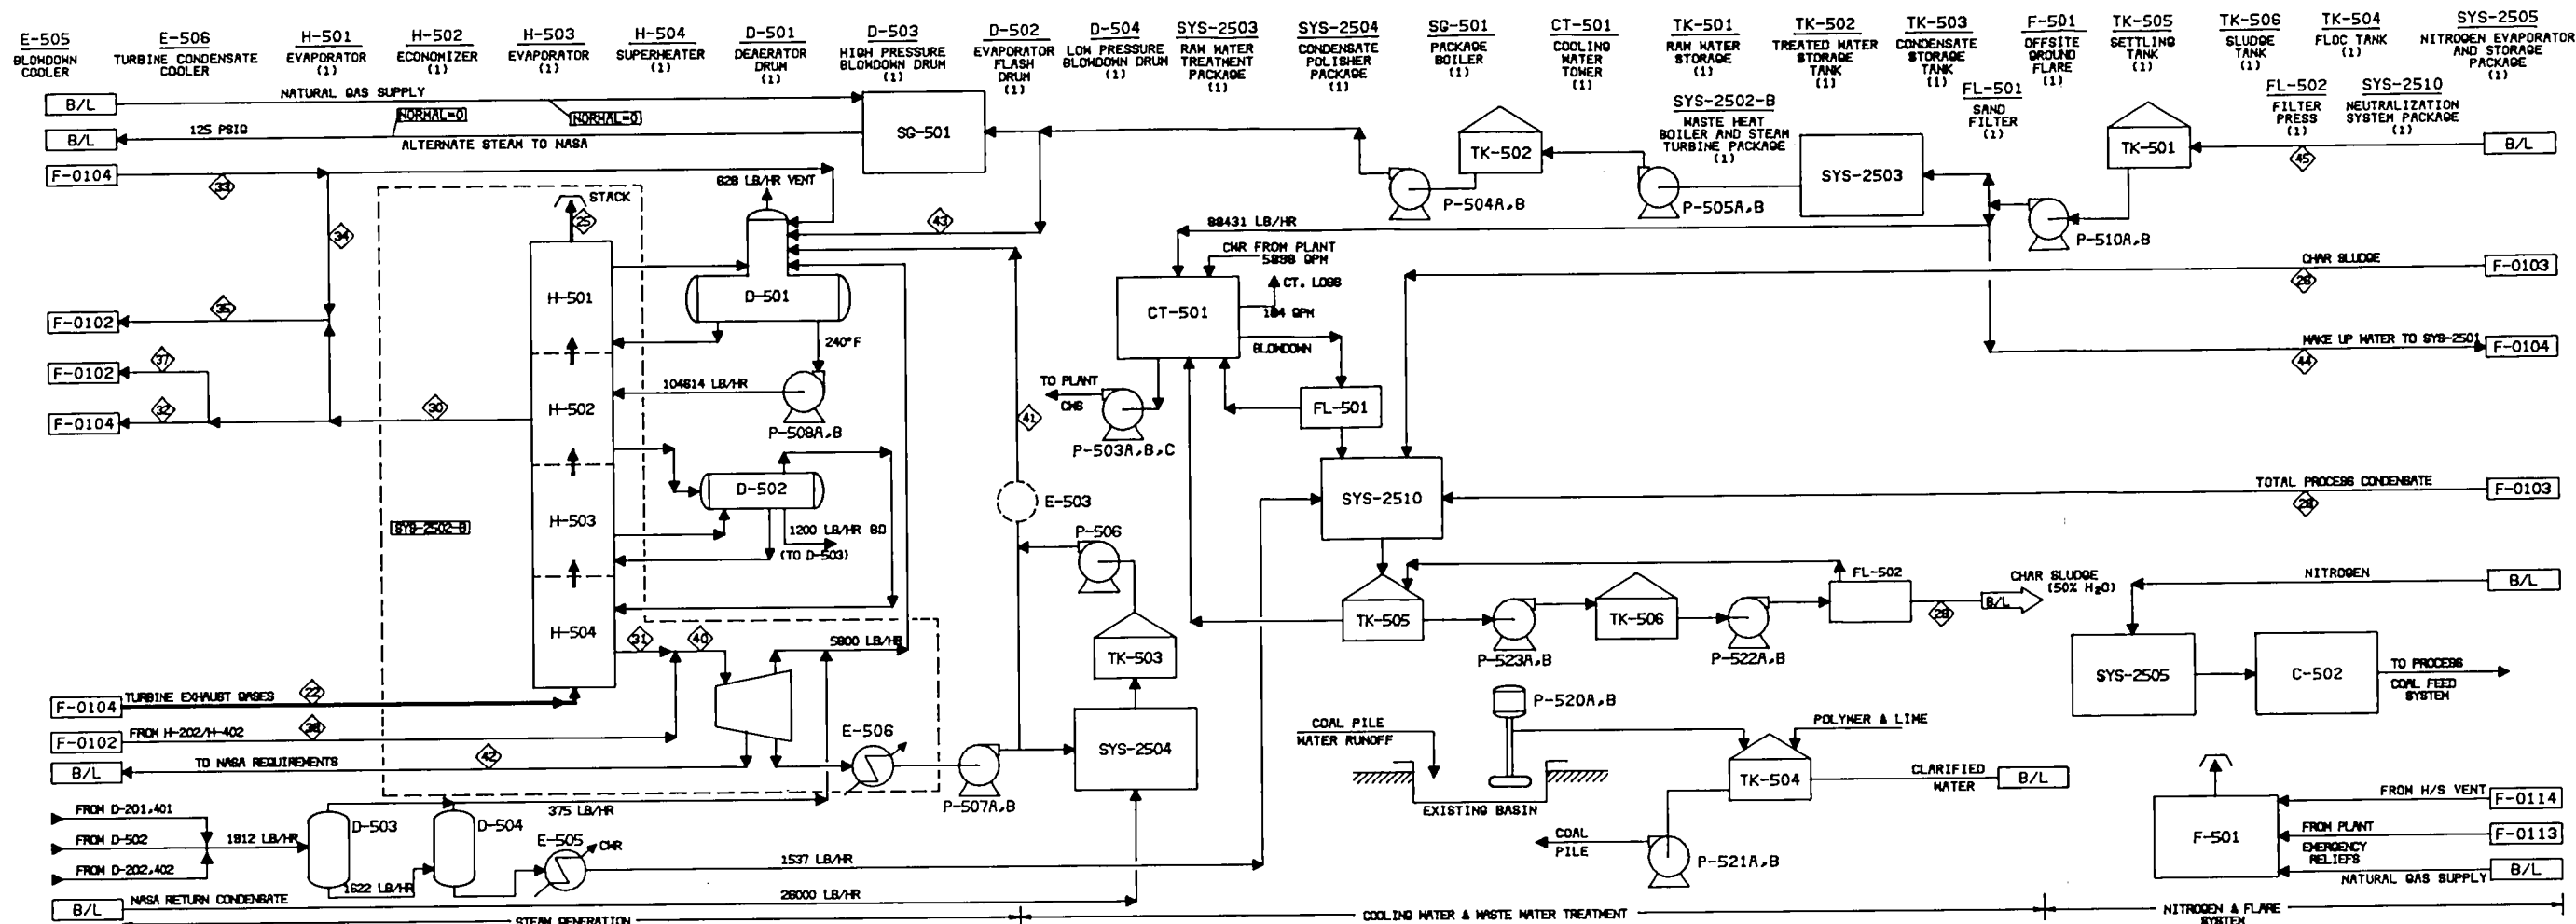 E-505
BLOWDOWN
COOLER
E-506
TURBINE CONDENSATE
COOLER
H-501
EVAPORATOR
(1)
H-502
ECONOMIZER
(1)
H-503
EVAPORATOR
(1)
H-504
SUPERHEATER
(1)
D-501
DEAERATOR
DRUM
(1)
D-503
HIGH PRESSURE
BLOWDOWN DRUM
(1)
D-502
EVAPORATOR
FLASH
DRUM
(1)
D-504
LOW PRESSURE
BLOWDOWN DRUM
(1)
SYS-2503
RAW WATER
TREATMENT
PACKAGE
(1)
SYS-2504
CONDENSATE
POLISHER
PACKAGE
(1)
SG-501
PACKAGE
BOILER
(1)
CT-501
COOLING
WATER
TOWER
(1)
TK-501
RAW WATER
STORAGE
(1)
TK-502
TREATED WATER
STORAGE
TANK
(1)
TK-503
CONDENSATE
STORAGE
TANK
(1)
F-501
OFFSITE
GROUND
FLARE
(1)
TK-505
SETTLING
TANK
(1)
TK-506
SLUDGE
TANK
(1)
TK-504
FLOC TANK
(1)
SYS-2505
NITROGEN EVAPORATOR
AND STORAGE
PACKAGE
(1)
SYS-2502-B
WASTE HEAT
BOILER AND STEAM
TURBINE PACKAGE
(1)
FL-501
SAND
FILTER
(1)
FL-502
FILTER
PRESS
(1)
SYS-2510
NEUTRALIZATION
SYSTEM PACKAGE
(1)
B/L
NATURAL GAS SUPPLY
NORMAL=0
NORMAL=0
B/L
125 PSIG
ALTERNATE STEAM TO NASA
SG-501
F-0104
33
34
F-0102
35
F-0102
37
F-0104
32
30
STACK
25
H-501
H-502
H-503
H-504
SYS-2502-B
628 LB/HR VENT
D-501
240°F
104814 LB/HR
P-508A,B
D-502
1200 LB/HR BD
(TO D-503)
31
40
5800 LB/HR
43
41
E-503
P-506
TK-503
SYS-2504
E-506
P-507A,B
F-0104
TURBINE EXHAUST GASES
22
F-0102
FROM H-202/H-402
B/L
TO NASA REQUIREMENTS
42
FROM D-201,401
FROM D-502
FROM D-202,402
1912 LB/HR
D-503
375 LB/HR
D-504
1622 LB/HR
E-505
CWR
1537 LB/HR
B/L
NASA RETURN CONDENSATE
26000 LB/HR
STEAM GENERATION
TK-502
P-504A,B
P-505A,B
SYS-2503
TK-501
45
B/L
P-510A,B
88431 LB/HR
CWR FROM PLANT
5898 GPM
CT. LOSS
184 GPM
CT-501
BLOWDOWN
TO PLANT
CWS
P-503A,B,C
FL-501
CHAR SLUDGE
26
F-0103
MAKE UP WATER TO SYS-2501
44
F-0104
SYS-2510
TOTAL PROCESS CONDENSATE
F-0103
TK-505
P-523A,B
TK-506
P-522A,B
FL-502
B/L
CHAR SLUDGE
(50% H₂O)
NITROGEN
B/L
SYS-2505
C-502
TO PROCESS
COAL FEED
SYSTEM
COAL PILE
WATER RUNOFF
EXISTING BASIN
P-520A,B
POLYMER & LIME
TK-504
CLARIFIED
WATER
B/L
COAL
PILE
P-521A,B
F-501
FROM H/S VENT
F-0114
FROM PLANT
F-0113
EMERGENCY
RELIEFS
NATURAL GAS SUPPLY
B/L
COOLING WATER & WASTE WATER TREATMENT
NITROGEN & FLARE
SYSTEM